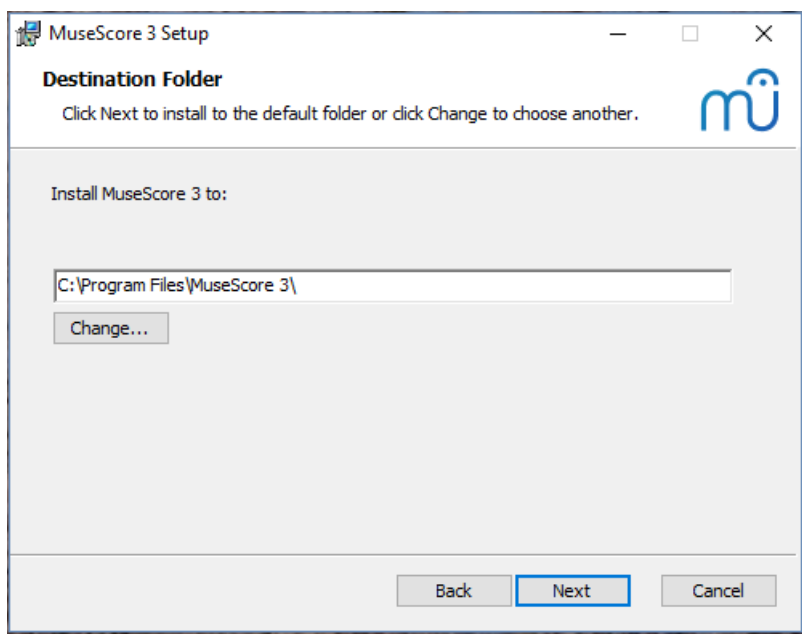 MuseScore 3 Setup
Destination Folder
Click Next to install to the default folder or click Change to choose another.
mu
Install MuseScore 3 to:
C:\Program Files\MuseScore 3\
Change...
Back Next Cancel